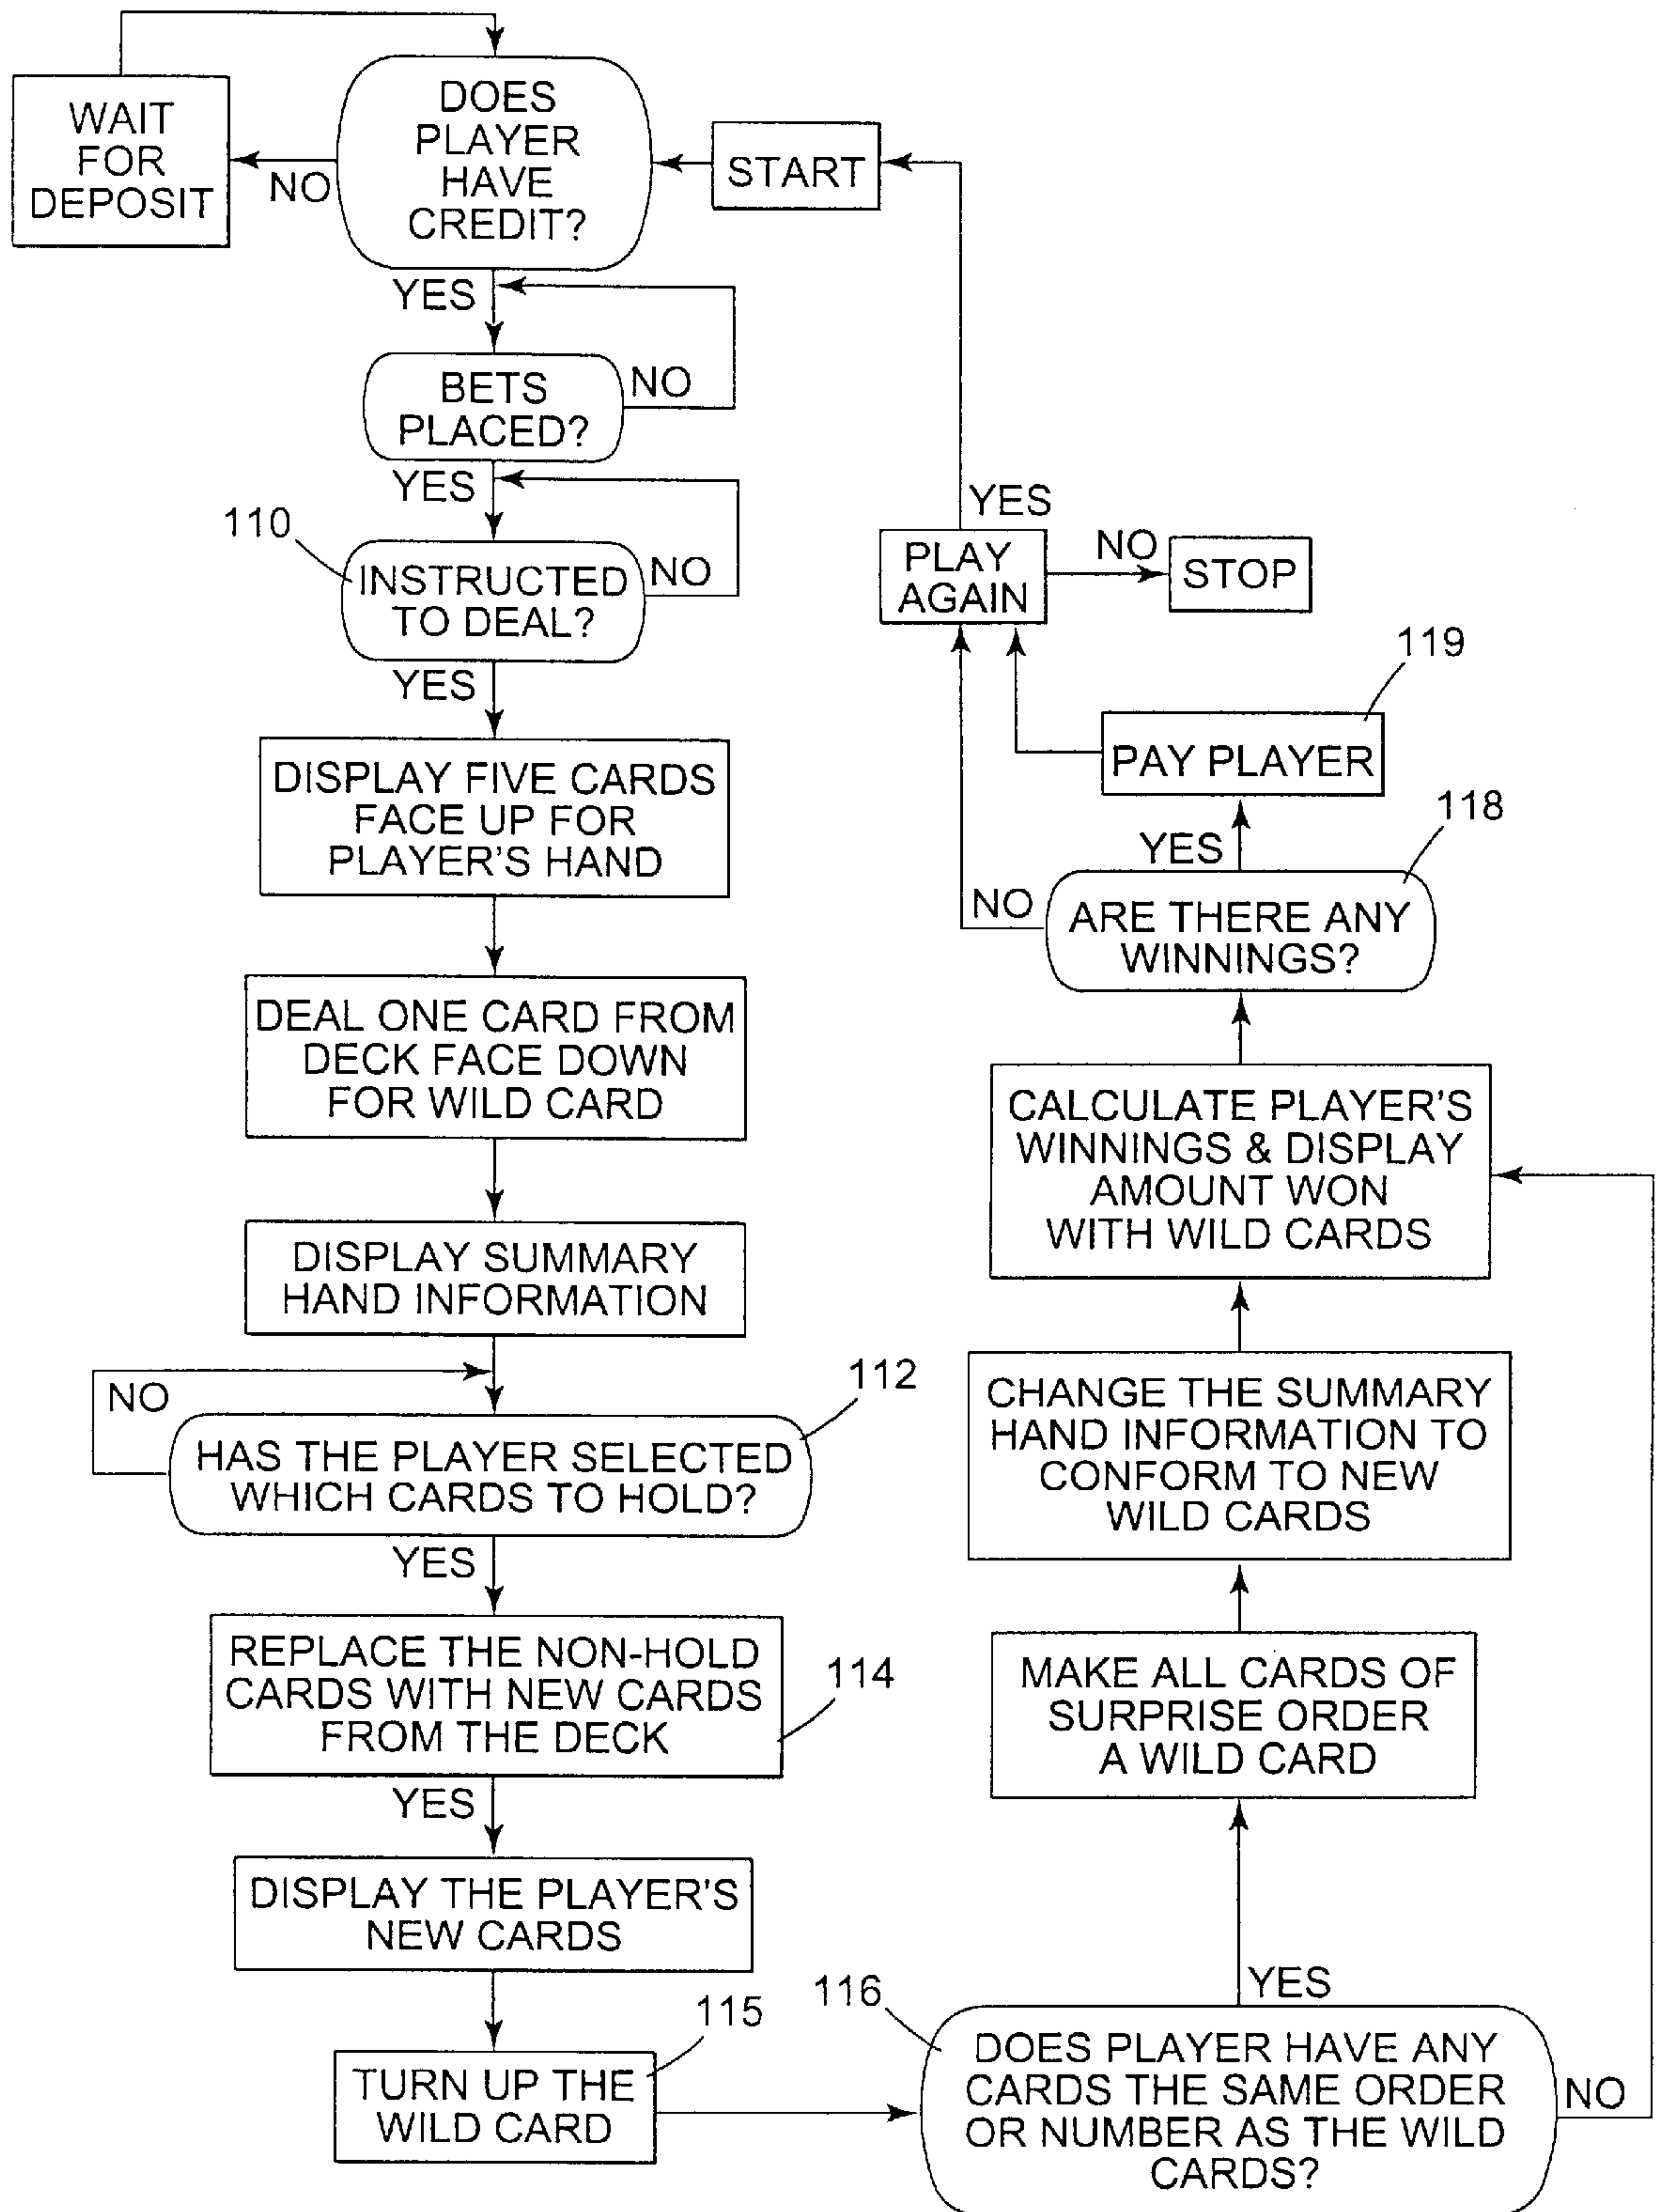 WAIT
FOR
DEPOSIT
NO
DOES
PLAYER
HAVE
CREDIT?
START
YES
BETS
PLACED?
NO
YES
110
INSTRUCTED
TO DEAL?
NO
YES
DISPLAY FIVE CARDS
FACE UP FOR
PLAYER'S HAND
DEAL ONE CARD FROM
DECK FACE DOWN
FOR WILD CARD
DISPLAY SUMMARY
HAND INFORMATION
NO
112
HAS THE PLAYER SELECTED
WHICH CARDS TO HOLD?
YES
REPLACE THE NON-HOLD
CARDS WITH NEW CARDS
FROM THE DECK
114
YES
DISPLAY THE PLAYER'S
NEW CARDS
115
TURN UP THE
WILD CARD
116
DOES PLAYER HAVE ANY
CARDS THE SAME ORDER
OR NUMBER AS THE WILD
CARDS?
NO
YES
MAKE ALL CARDS OF
SURPRISE ORDER
A WILD CARD
CHANGE THE SUMMARY
HAND INFORMATION TO
CONFORM TO NEW
WILD CARDS
CALCULATE PLAYER'S
WINNINGS & DISPLAY
AMOUNT WON
WITH WILD CARDS
ARE THERE ANY
WINNINGS?
118
NO
YES
PAY PLAYER
119
PLAY
AGAIN
YES
NO
STOP